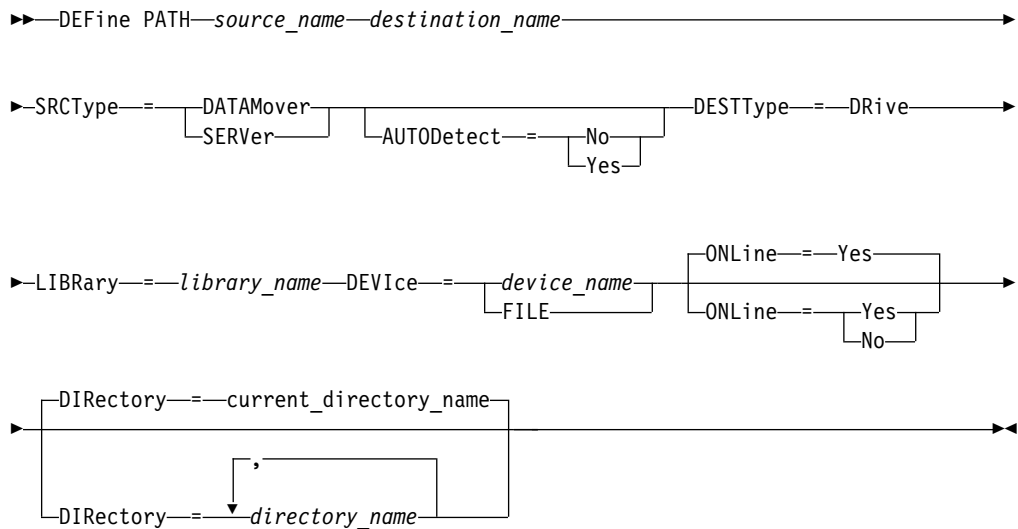 DEFine PATH source_name destination_name
SRCType = DATAMover DESTType = DRive
SERVer AUTODetect = No
Yes
ONLine = Yes
LIBRary = library_name DEVIce = device_name
FILE ONLine = Yes
No
DIRectory = current_directory_name
,
DIRectory = directory_name